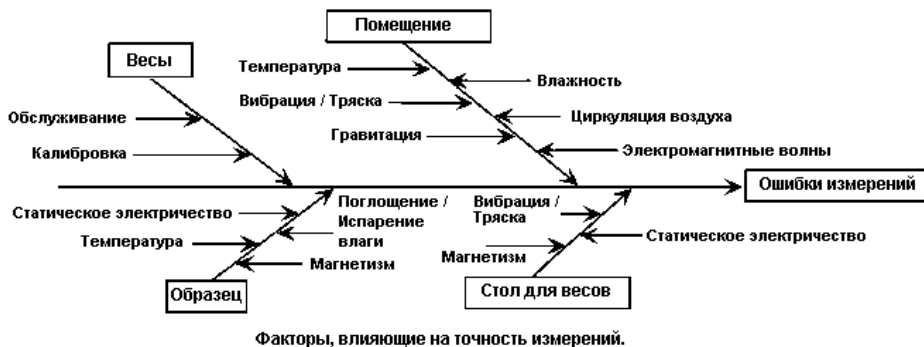 Помещение
Весы
Температура
Влажность
Вибрация / Тряска
Обслуживание
Циркуляция воздуха
Гравитация
Калибровка
Электромагнитные волны
Ошибки измерений
Статическое электричество
Поглощение /
Испарение
влаги
Вибрация /
Тряска
Температура
Статическое электричество
Магнетизм
Магнетизм
Образец
Стол для весов
Факторы, влияющие на точность измерений.